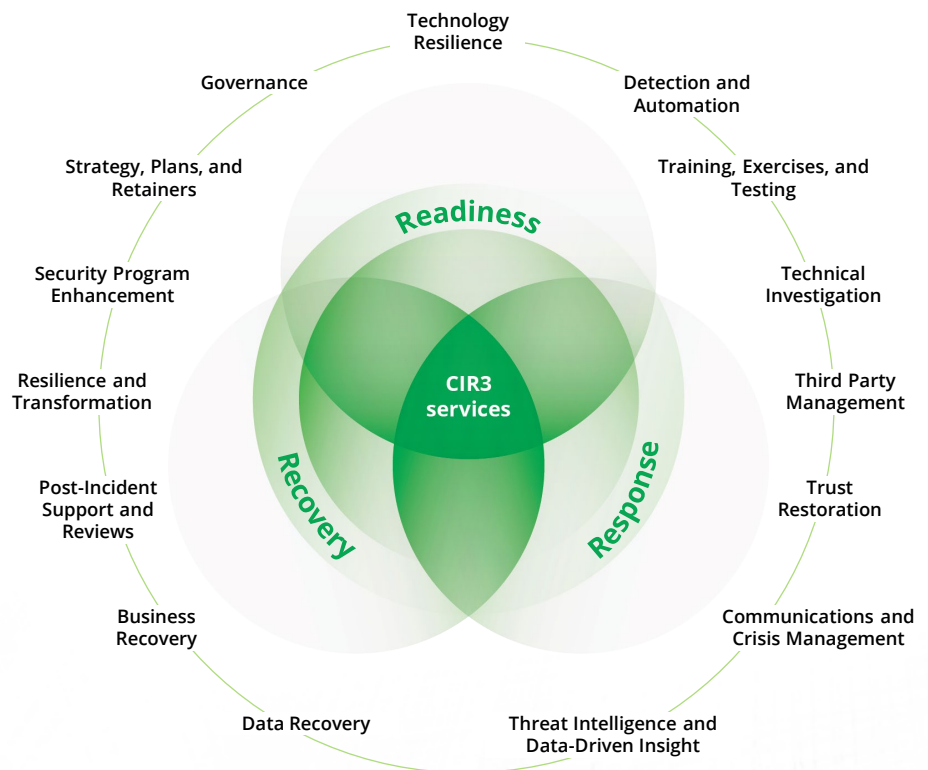 Technology
Resilience
Detection and
Automation
Training, Exercises, and
Testing
Technical
Investigation
Third Party
Management
Trust
Restoration
Communications and
Crisis Management
Threat Intelligence and
Data-Driven Insight
Data Recovery
Business
Recovery
Post-Incident
Support and
Reviews
Resilience and
Transformation
Security Program
Enhancement
Strategy, Plans, and
Retainers
Governance
Readiness
Response
Recovery
CIR3
services